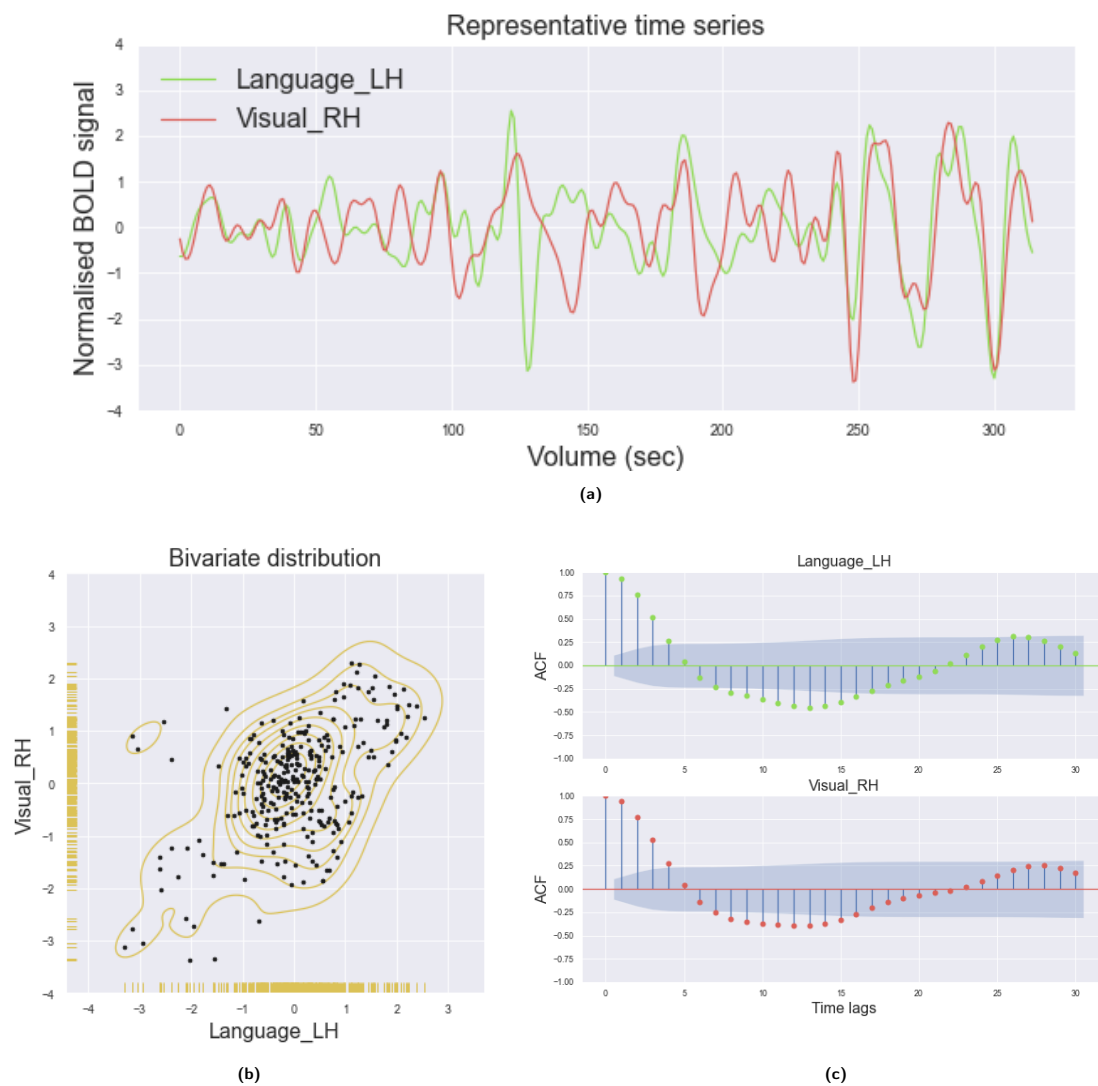 Representative time series
Normalised BOLD signal
4
3
2
1
0
−1
−2
−3
−4
Language_LH
Visual_RH
0 50 100 150 200 250 300
Volume (sec)
(a)
Bivariate distribution
Visual_RH
4
3
2
1
0
−1
−2
−3
−4
−4 −3 −2 −1 0 1 2 3
Language_LH
(b)
Language_LH
ACF
1.00
0.75
0.50
0.25
0.00
−0.25
−0.50
−0.75
−1.00
0 5 10 15 20 25 30
Visual_RH
ACF
1.00
0.75
0.50
0.25
0.00
−0.25
−0.50
−0.75
−1.00
0 5 10 15 20 25 30
Time lags
(c)